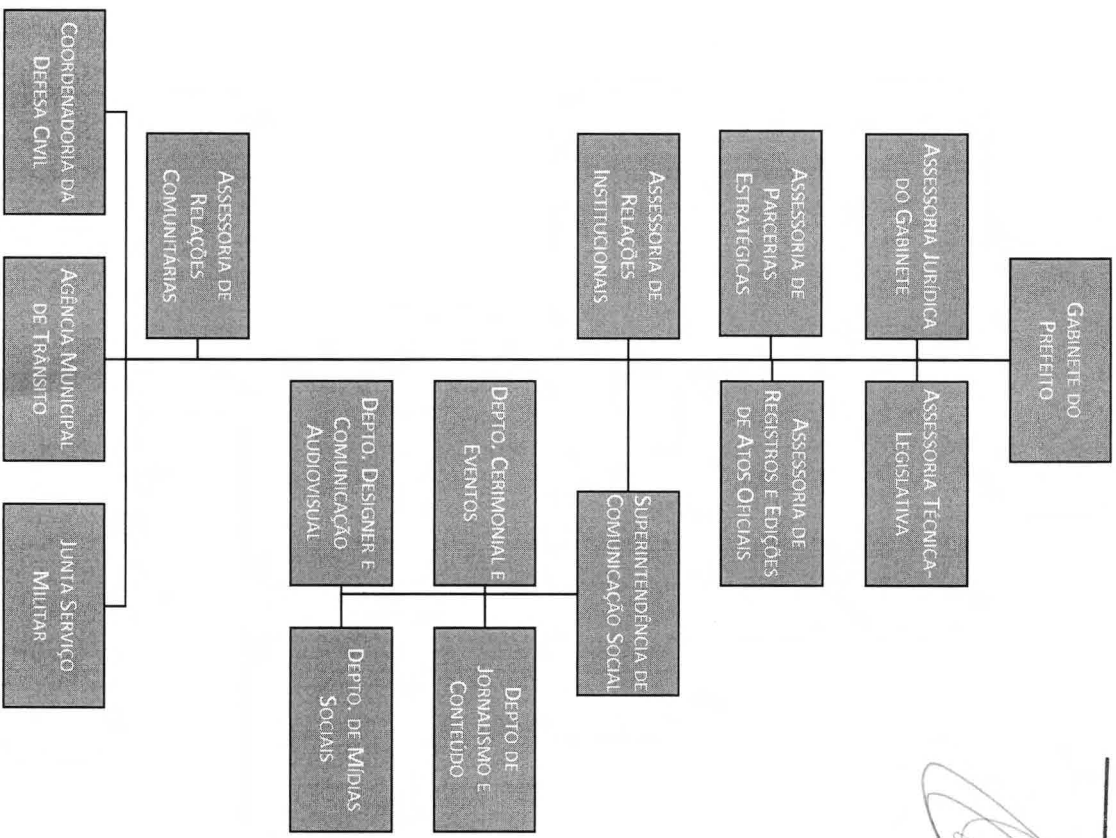 GABINETE DO
PREFEITO
ASSESSORIA JURÍDICA
DO GABINETE
ASSESSORIA TÉCNICA-
LEGISLATIVA
ASSESSORIA DE
PARCERIAS
ESTRATÉGICAS
ASSESSORIA DE
REGISTROS E EDIÇÕES
DE ATOS OFICIAIS
ASSESSORIA DE
RELAÇÕES
INSTITUCIONAIS
SUPERINTENDÊNCIA DE
COMUNICAÇÃO SOCIAL
DEPTO. CERIMONIAL E
EVENTOS
DEPTO DE
JORNALISMO E
CONTEÚDO
DEPTO. DESIGNER E
COMUNICAÇÃO
AUDIOVISUAL
DEPTO. DE MÍDIAS
SOCIAIS
ASSESSORIA DE
RELAÇÕES
COMUNITÁRIAS
COORDENADORIA DA
DEFESA CIVIL
AGÊNCIA MUNICIPAL
DE TRÂNSITO
JUNTA SERVIÇO
MILITAR